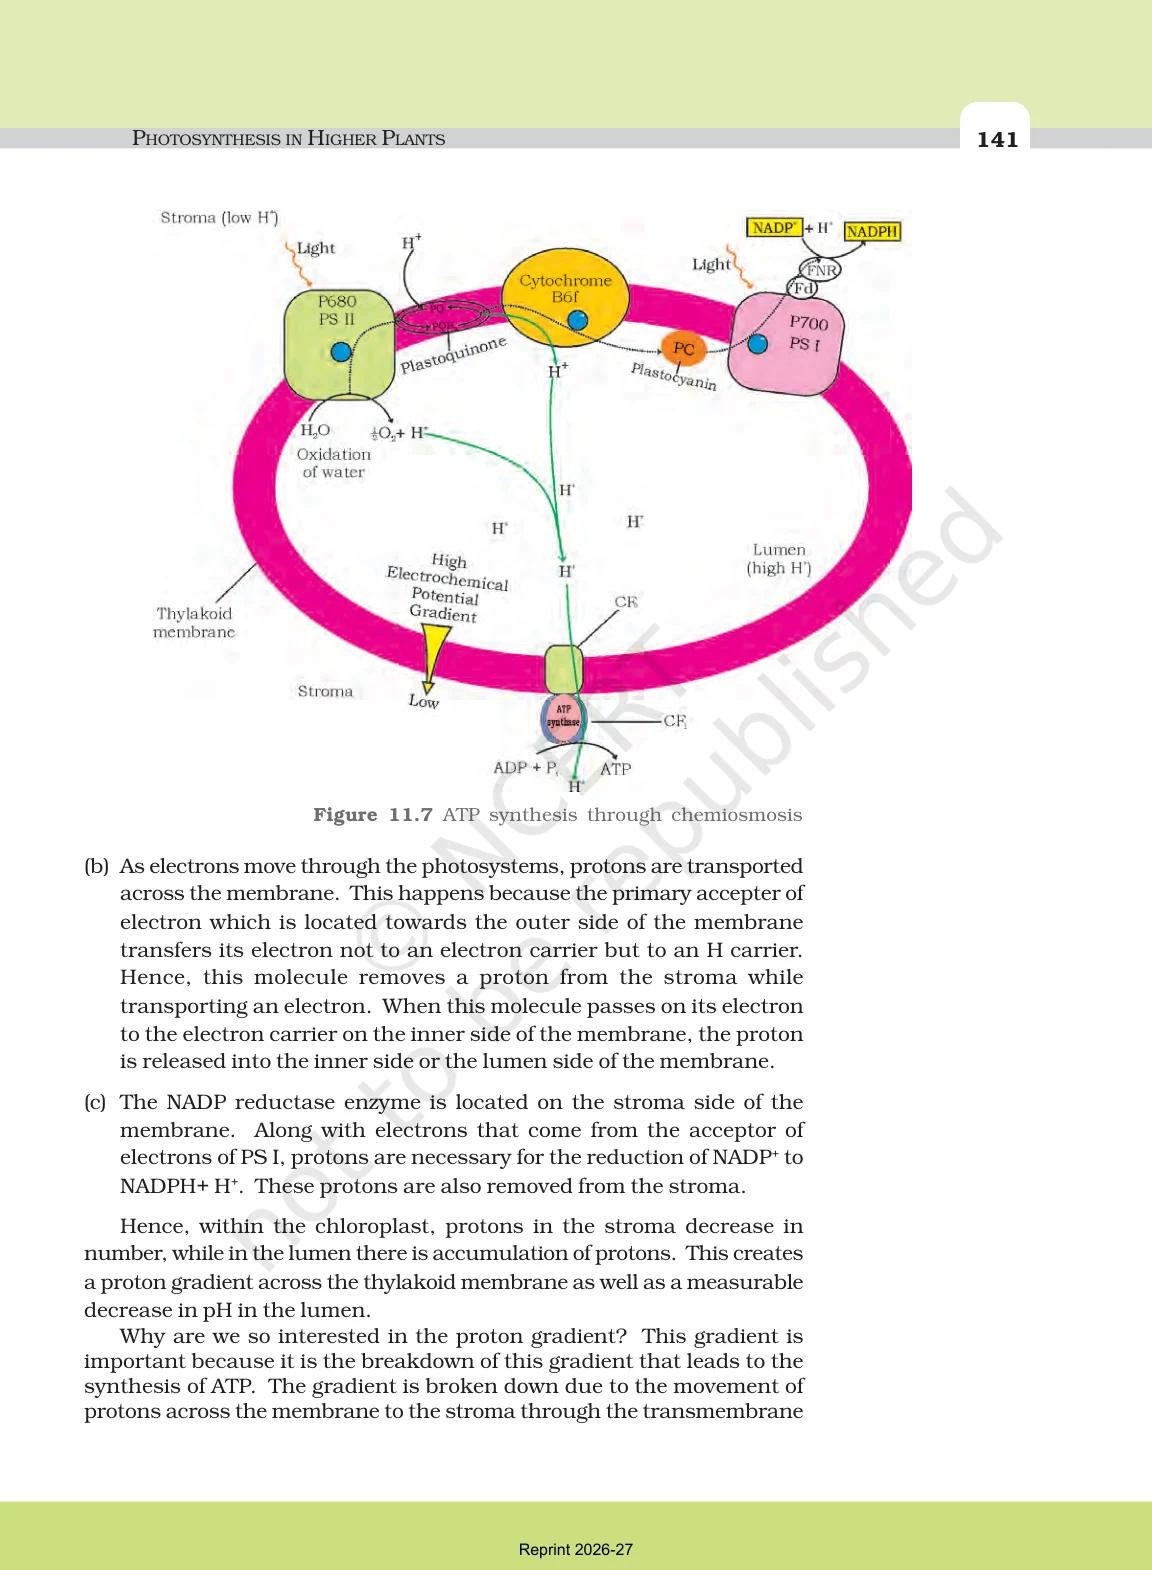 PHOTOSYNTHESIS IN HIGHER PLANTS
141
Stroma (low H⁺)
Light
H⁺
Cytochrome
B6f
Light
NADP⁺ + H⁺
NADPH
FNR
Fd
P680
PS II
PQ
PQH₂
Plastoquinone
H⁺
PC
Plastocyanin
P700
PS I
H₂O
½O₂+ H⁺
Oxidation
of water
H⁺
H⁺
H⁺
H⁺
High
Electrochemical
Potential
Gradient
Lumen
(high H⁺)
CF₀
Thylakoid
membrane
Stroma
Low
ATP
synthase
CF₁
ADP + Pᵢ
ATP
H⁺
Figure 11.7 ATP synthesis through chemiosmosis
(b) As electrons move through the photosystems, protons are transported
across the membrane. This happens because the primary accepter of
electron which is located towards the outer side of the membrane
transfers its electron not to an electron carrier but to an H carrier.
Hence, this molecule removes a proton from the stroma while
transporting an electron. When this molecule passes on its electron
to the electron carrier on the inner side of the membrane, the proton
is released into the inner side or the lumen side of the membrane.
(c) The NADP reductase enzyme is located on the stroma side of the
membrane. Along with electrons that come from the acceptor of
electrons of PS I, protons are necessary for the reduction of NADP⁺ to
NADPH+ H⁺. These protons are also removed from the stroma.
Hence, within the chloroplast, protons in the stroma decrease in
number, while in the lumen there is accumulation of protons. This creates
a proton gradient across the thylakoid membrane as well as a measurable
decrease in pH in the lumen.
Why are we so interested in the proton gradient? This gradient is
important because it is the breakdown of this gradient that leads to the
synthesis of ATP. The gradient is broken down due to the movement of
protons across the membrane to the stroma through the transmembrane
© NCERT
not to be republished
Reprint 2026-27